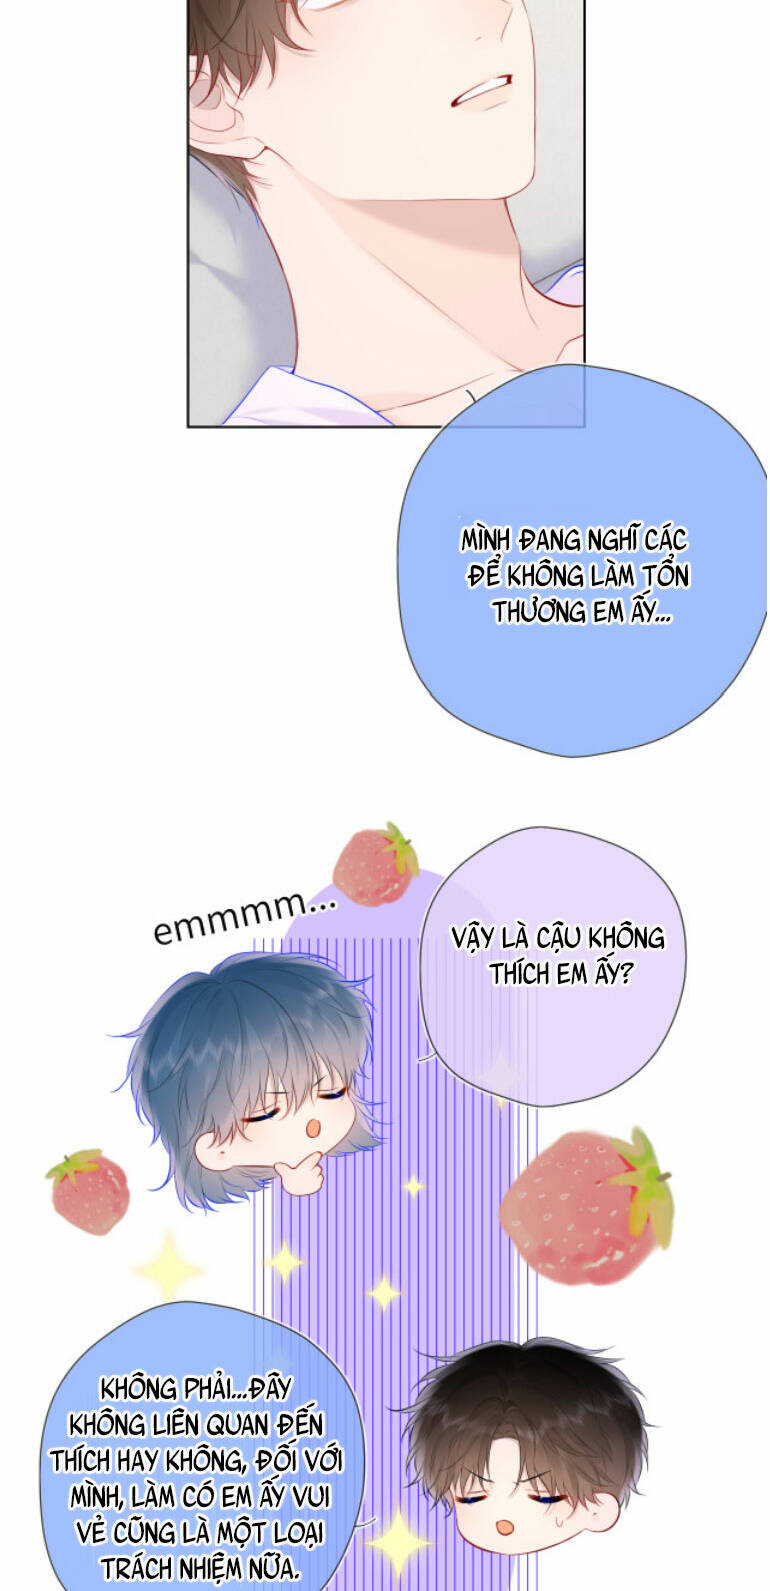 MÌNH ĐANG NGHĨ CÁC
ĐỂ KHÔNG LÀM TỔN
THƯƠNG EM ẤY...
emmmm...
VẬY LÀ CẬU KHÔNG
THÍCH EM ẤY?
KHÔNG PHẢI...ĐÂY
KHÔNG LIÊN QUAN ĐẾN
THÍCH HAY KHÔNG, ĐỐI VỚI
MÌNH, LÀM CÓ EM ẤY VUI
VẺ CŨNG LÀ MỘT LOẠI
TRÁCH NHIỆM NỮA.